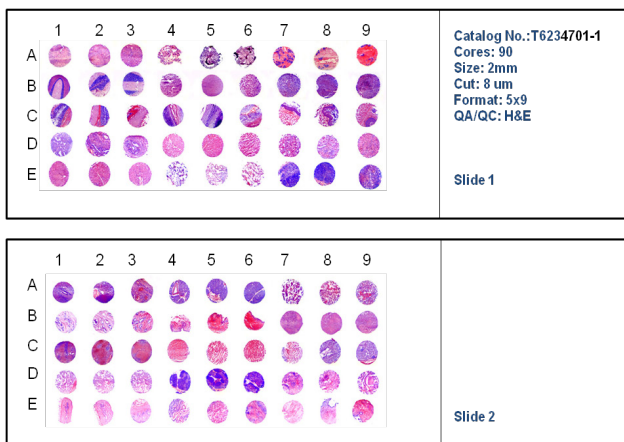 1 2 3 4 5 6 7 8 9
A
B
C
D
E
Catalog No.:T6234701-1
Cores: 90
Size: 2mm
Cut: 8 um
Format: 5x9
QA/QC: H&E
Slide 1
1 2 3 4 5 6 7 8 9
A
B
C
D
E
Slide 2